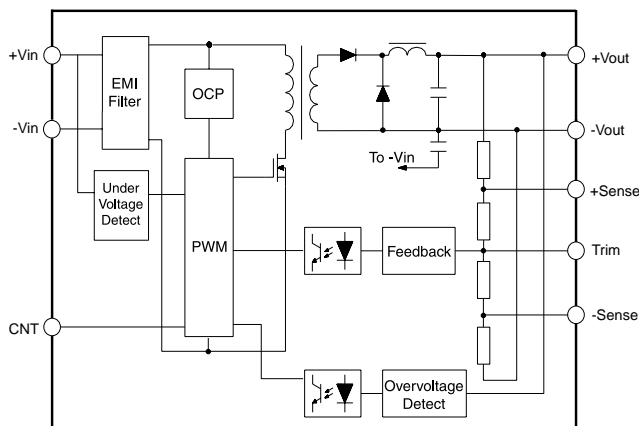 +Vin
EMI
Filter
OCP
+Vout
-Vin
-Vout
To -Vin
Under
Voltage
Detect
+Sense
PWM
Feedback
Trim
-Sense
CNT
Overvoltage
Detect